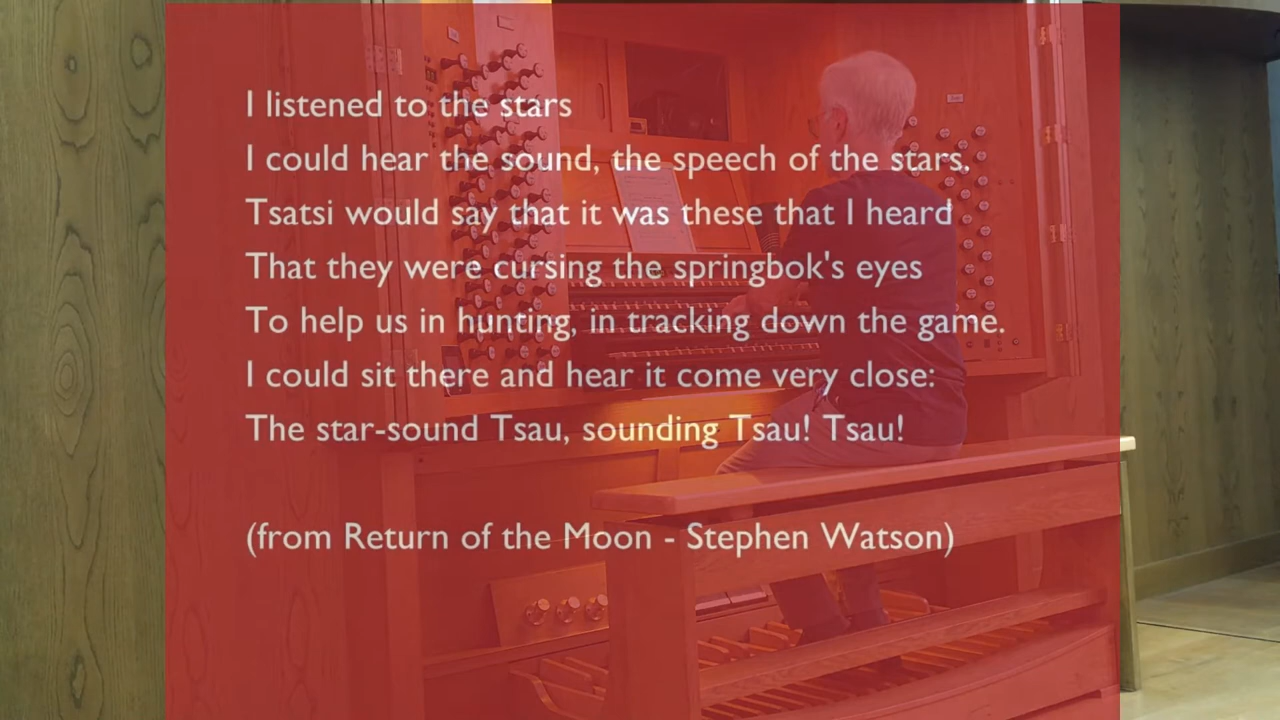 I listened to the stars
I could hear the sound, the speech of the stars.
Tsatsi would say that it was these that I heard
That they were cursing the springbok's eyes
To help us in hunting, in tracking down the game.
I could sit there and hear it come very close:
The star-sound Tsau, sounding Tsau! Tsau!
(from Return of the Moon - Stephen Watson)